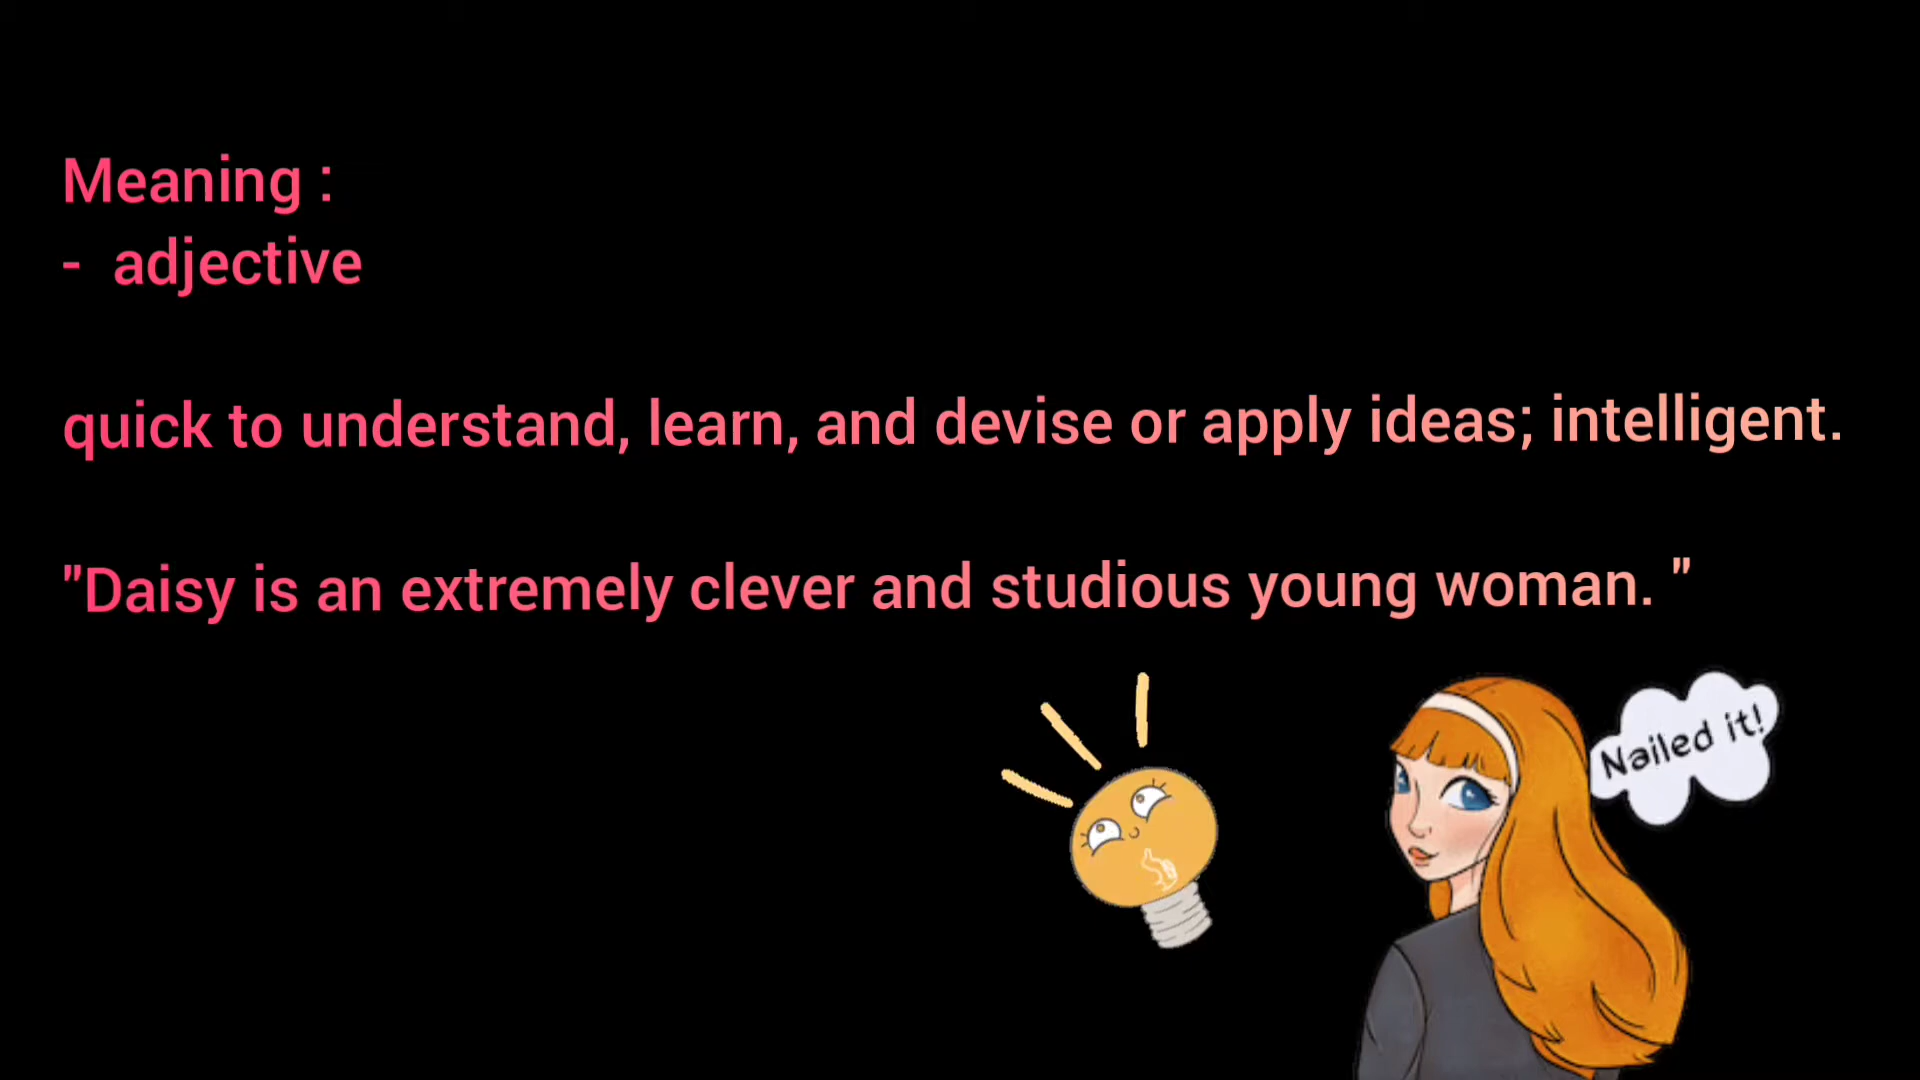 Meaning :
- adjective
quick to understand, learn, and devise or apply ideas; intelligent.
"Daisy is an extremely clever and studious young woman. "
Nailed it!